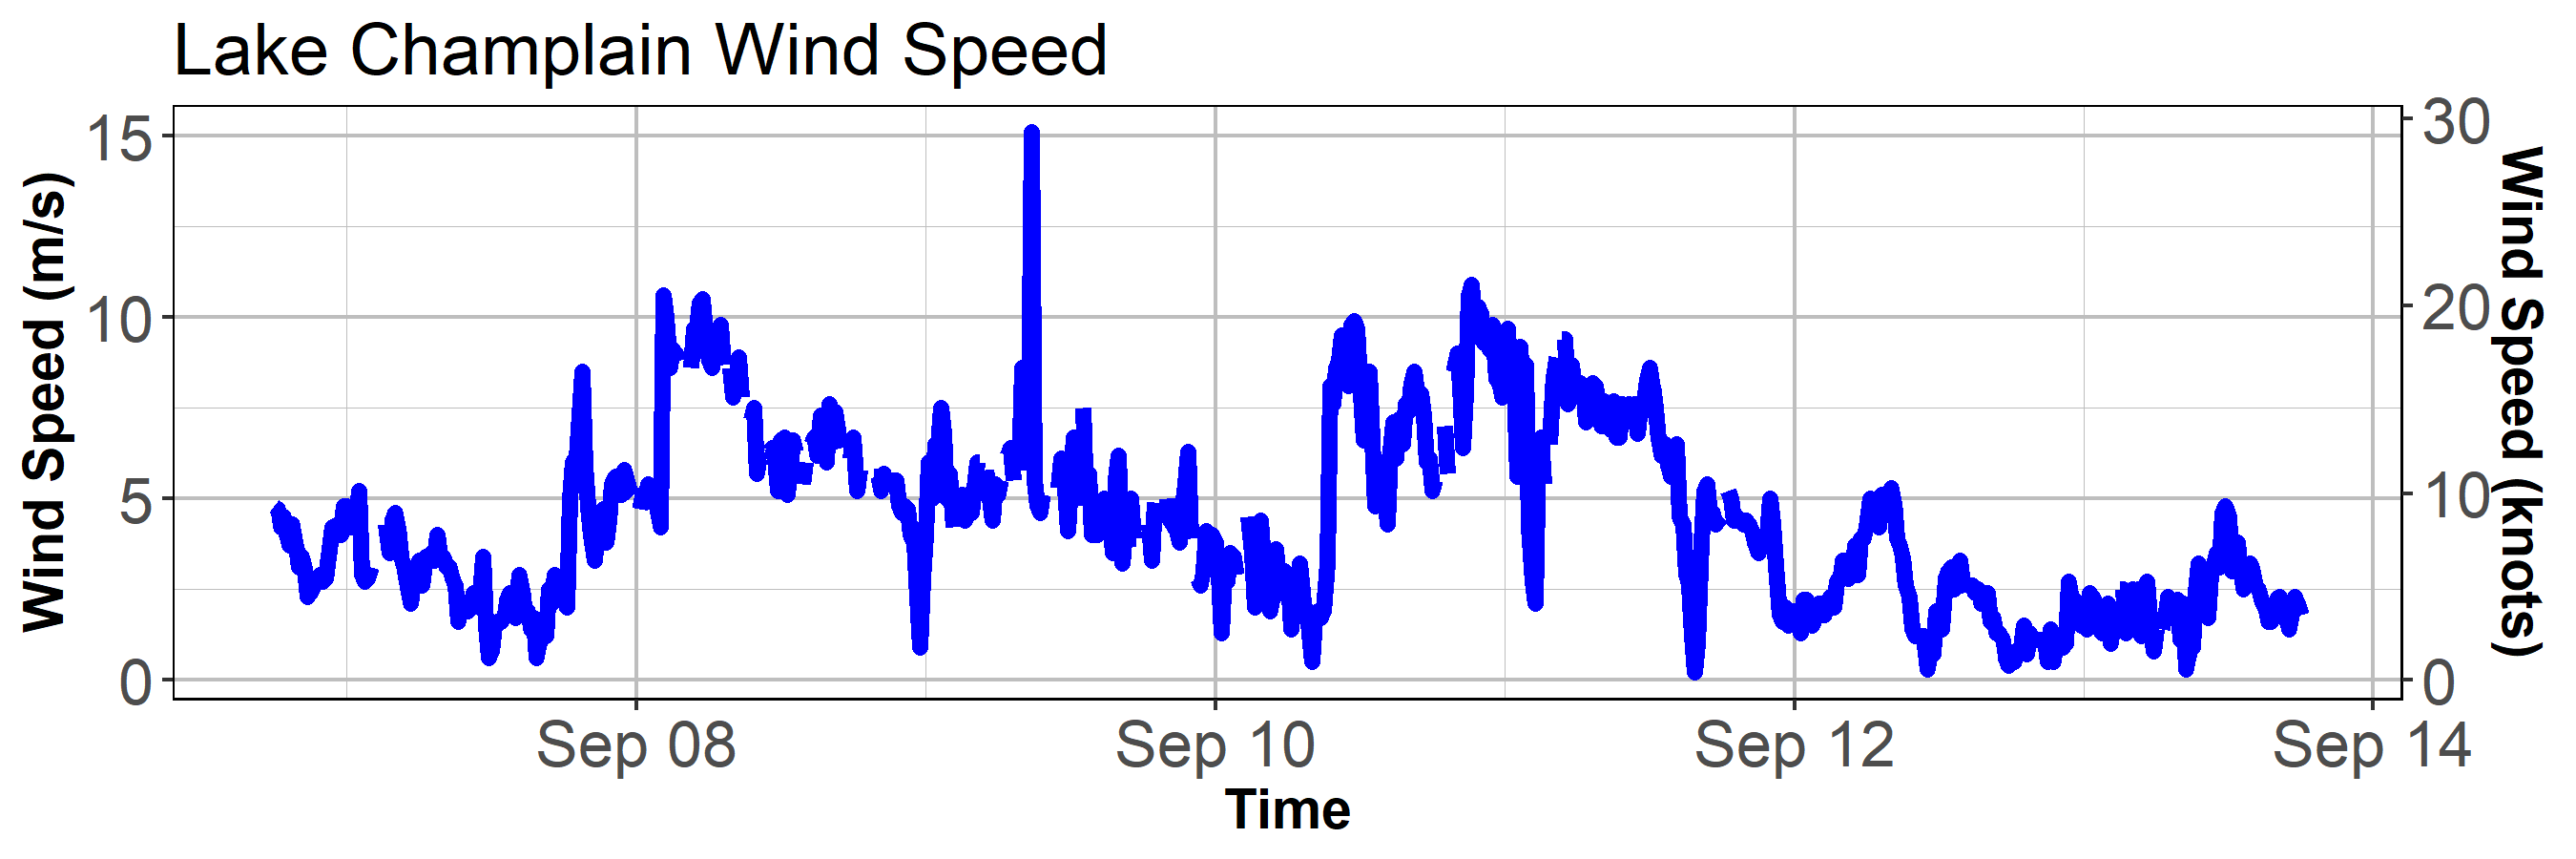 Lake Champlain Wind Speed
Wind Speed (m/s)
15
10
5
0
30
20
10
0
Wind Speed (knots)
Sep 08
Sep 10
Sep 12
Sep 14
Time